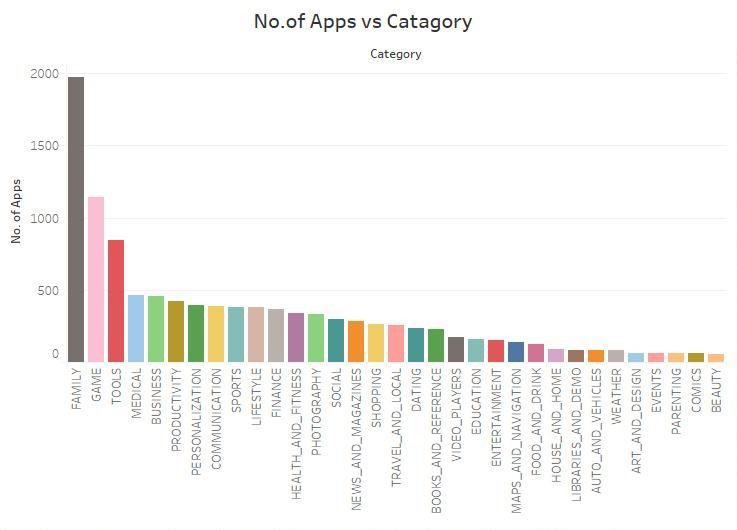 No.of Apps vs Catagory
Category
No. of Apps
2000
1500
1000
500
0
FAMILY
GAME
TOOLS
MEDICAL
BUSINESS
PRODUCTIVITY
PERSONALIZATION
COMMUNICATION
SPORTS
LIFESTYLE
FINANCE
HEALTH_AND_FITNESS
PHOTOGRAPHY
SOCIAL
NEWS_AND_MAGAZINES
SHOPPING
TRAVEL_AND_LOCAL
DATING
BOOKS_AND_REFERENCE
VIDEO_PLAYERS
EDUCATION
ENTERTAINMENT
MAPS_AND_NAVIGATION
FOOD_AND_DRINK
HOUSE_AND_HOME
LIBRARIES_AND_DEMO
AUTO_AND_VEHICLES
WEATHER
ART_AND_DESIGN
EVENTS
PARENTING
COMICS
BEAUTY